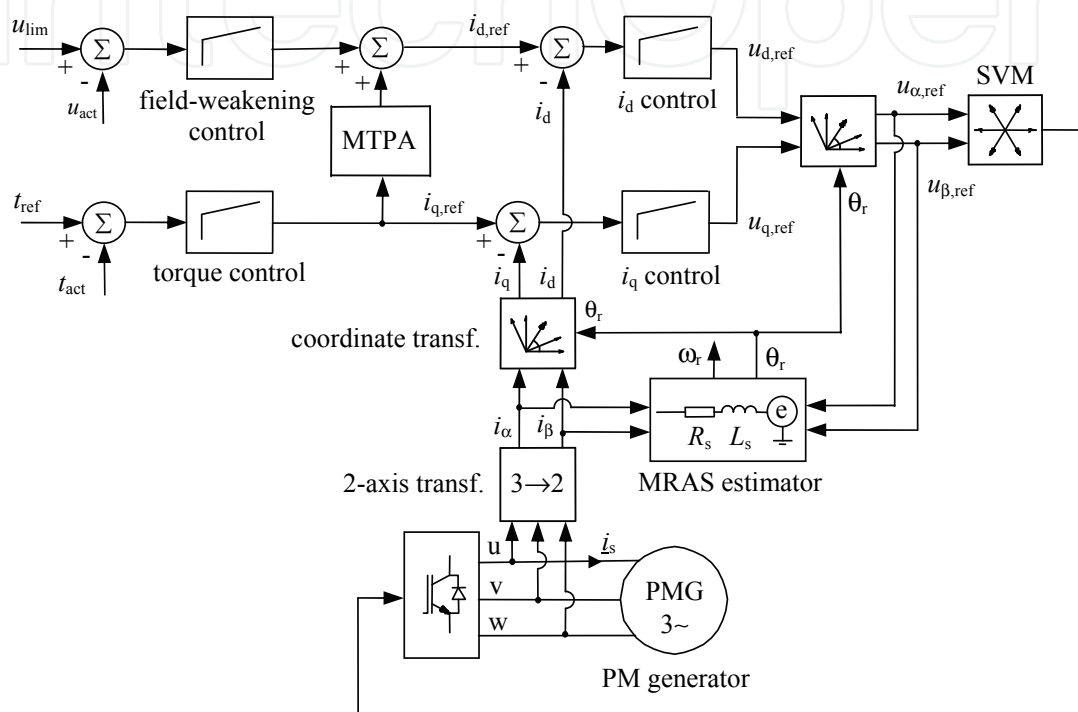 u_lim
Σ
+
-
u_act
field-weakening
control
Σ
+
+
i_d,ref
Σ
+
-
i_d
i_d control
u_d,ref
SVM
u_α,ref
u_β,ref
MTPA
t_ref
Σ
+
-
t_act
torque control
i_q,ref
Σ
+
-
i_q control
u_q,ref
θ_r
i_q
i_d
θ_r
coordinate transf.
ω_r
θ_r
e
R_s
L_s
MRAS estimator
i_α
i_β
2-axis transf.
3→2
u
i_s
v
w
PMG
3~
PM generator